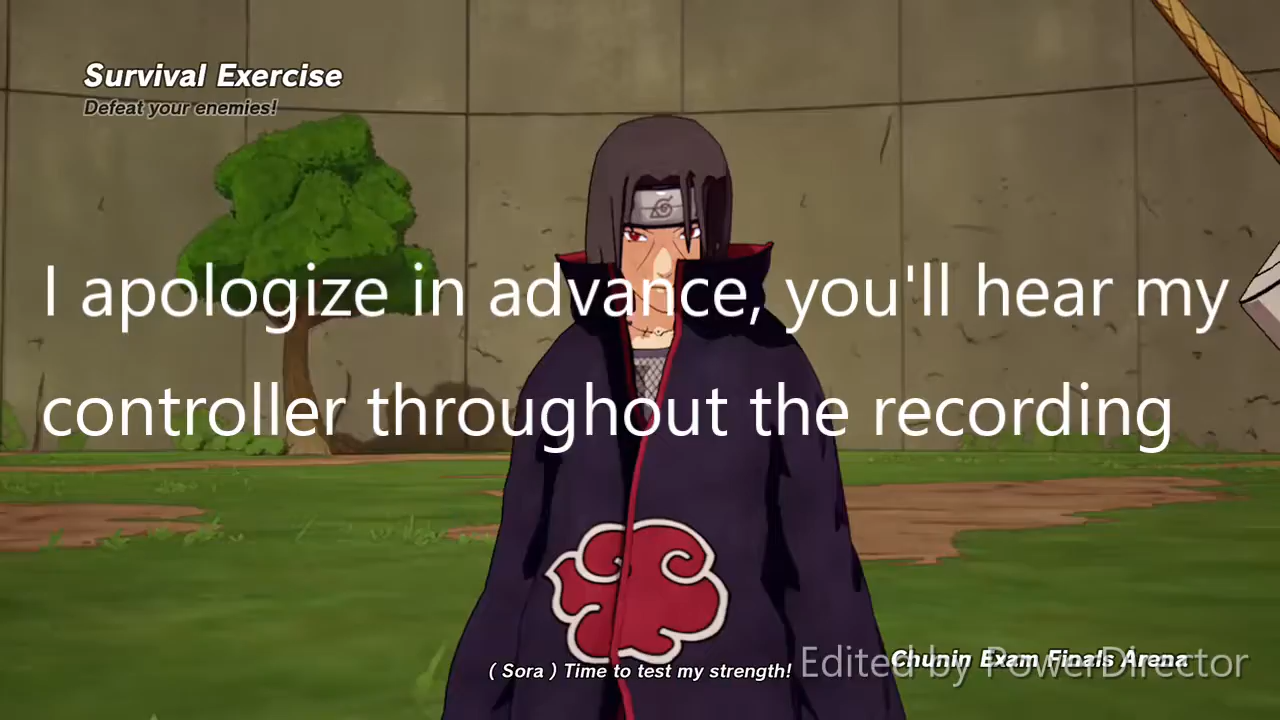 Survival Exercise
Defeat your enemies!
I apologize in advance, you'll hear my
controller throughout the recording
( Sora ) Time to test my strength!
Chunin Exam Finals Arena
Edited by PowerDirector